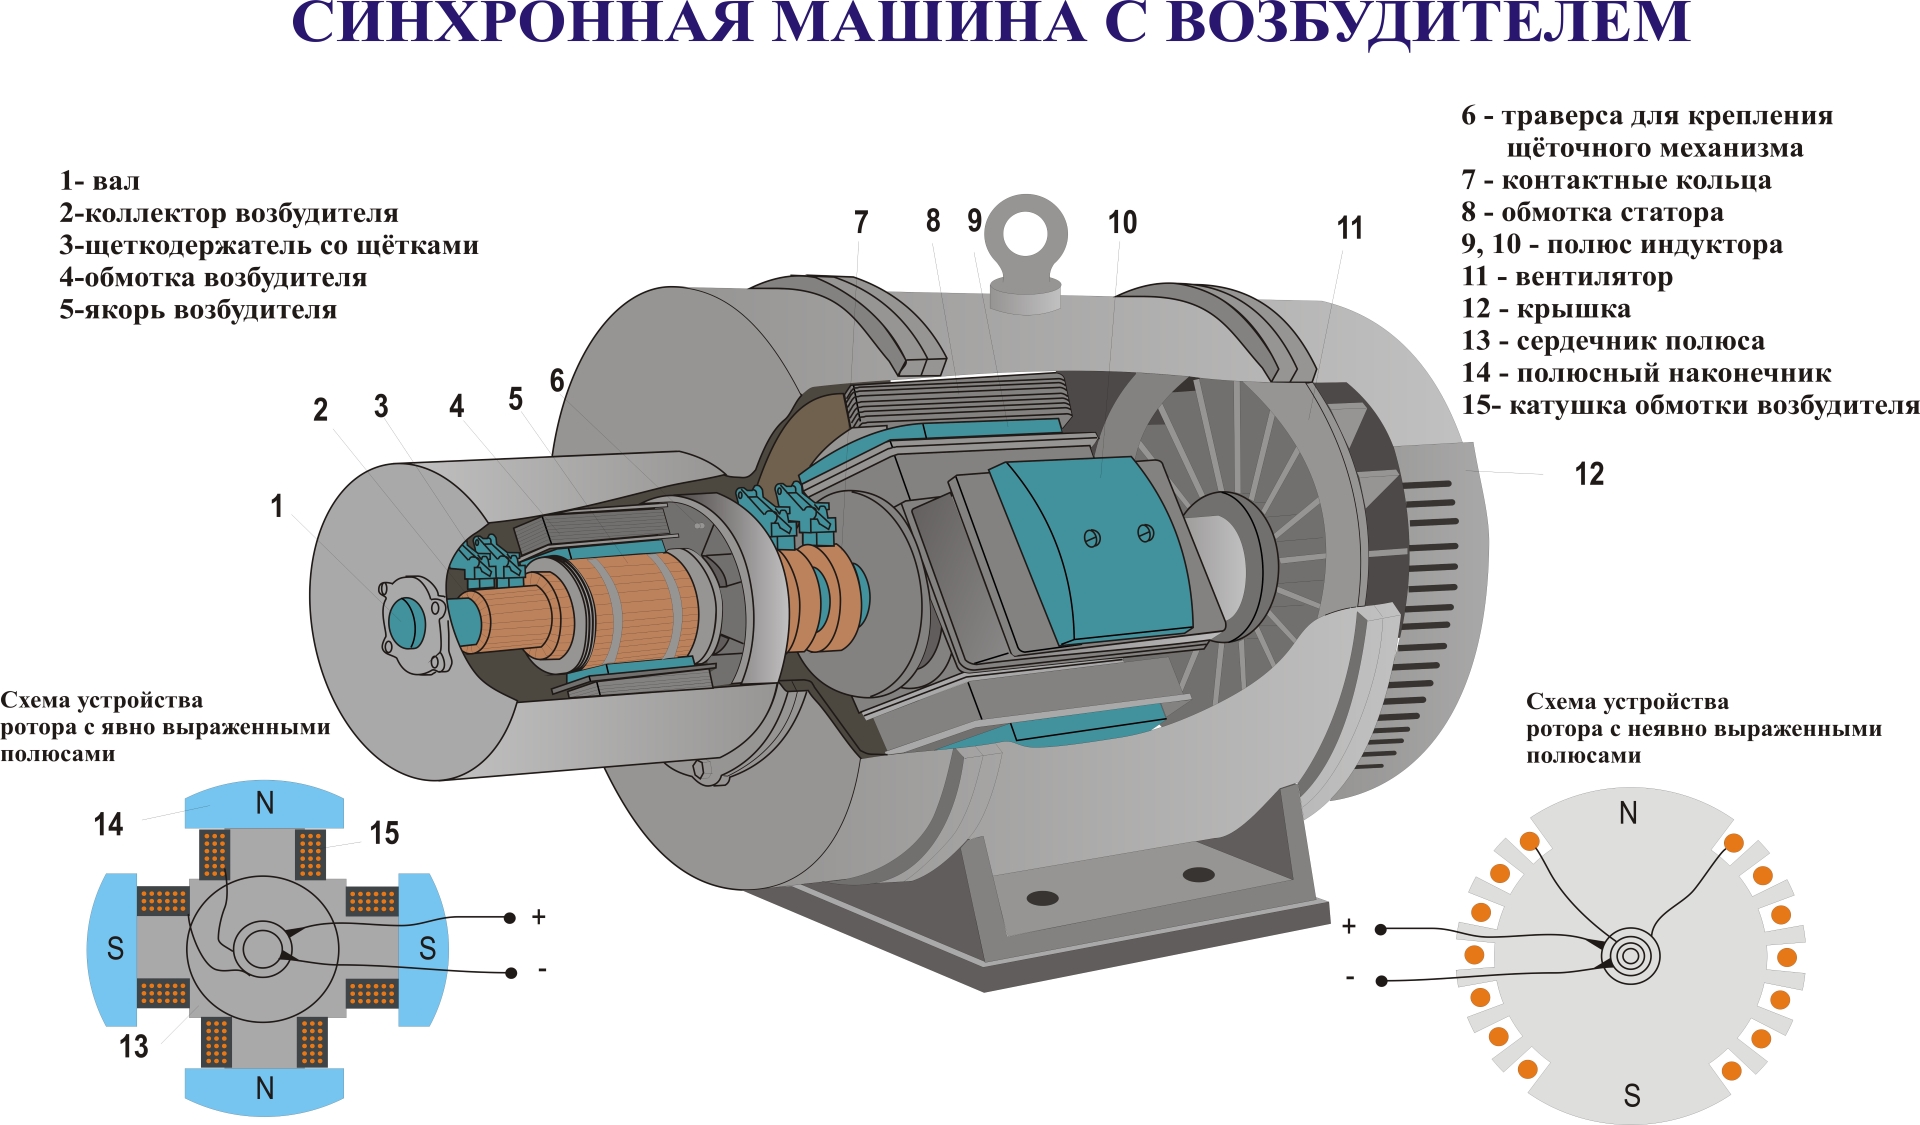 СИНХРОННАЯ МАШИНА С ВОЗБУДИТЕЛЕМ
1- вал
2-коллектор возбудителя
3-щеткодержатель со щётками
4-обмотка возбудителя
5-якорь возбудителя
6 - траверса для крепления
щёточного механизма
7 - контактные кольца
8 - обмотка статора
9, 10 - полюс индуктора
11 - вентилятор
12 - крышка
13 - сердечник полюса
14 - полюсный наконечник
15- катушка обмотки возбудителя
1
2
3
4
5
6
7
8
9
10
11
12
Схема устройства
ротора с явно выраженными
полюсами
14
N
15
S
S
+
-
13
N
Схема устройства
ротора с неявно выраженными
полюсами
N
+
-
S